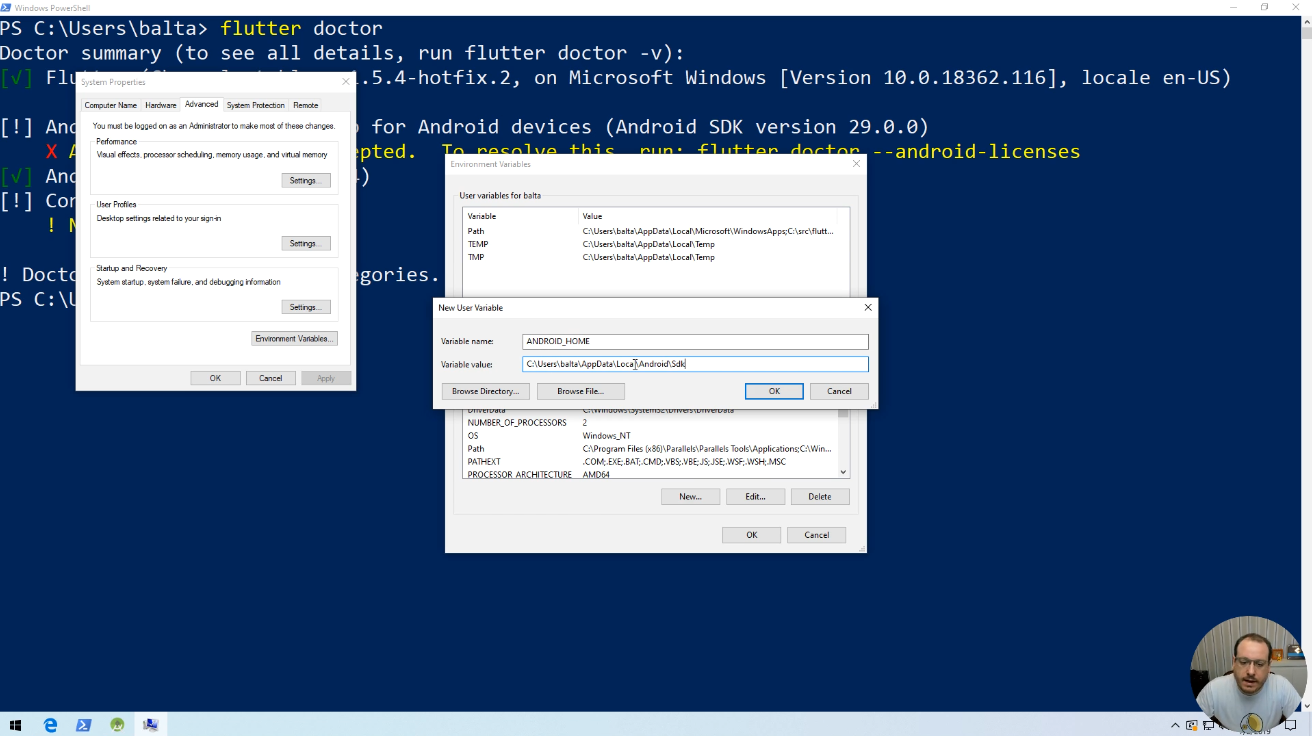 Windows PowerShell
PS C:\Users\balta> flutter doctor
Doctor summary (to see all details, run flutter doctor -v):
[√] Flu 1.5.4-hotfix.2, on Microsoft Windows [Version 10.0.18362.116], locale en-US)
[!] And for Android devices (Android SDK version 29.0.0)
X A epted. To resolve this, run: flutter doctor --android-licenses
[√] And )
[!] Con
! N
! Docto egories.
PS C:\U
System Properties
Computer Name Hardware Advanced System Protection Remote
You must be logged on as an Administrator to make most of these changes.
Performance
Visual effects, processor scheduling, memory usage, and virtual memory
Settings...
User Profiles
Desktop settings related to your sign-in
Settings...
Startup and Recovery
System startup, system failure, and debugging information
Settings...
Environment Variables...
OK Cancel Apply
Environment Variables
User variables for balta
Variable Value
Path C:\Users\balta\AppData\Local\Microsoft\WindowsApps;C:\src\flutt...
TEMP C:\Users\balta\AppData\Local\Temp
TMP C:\Users\balta\AppData\Local\Temp
New User Variable
Variable name: ANDROID_HOME
Variable value: C:\Users\balta\AppData\Local\Android\Sdk
Browse Directory... Browse File... OK Cancel
DriverData C:\Windows\System32\Drivers\DriverData
NUMBER_OF_PROCESSORS 2
OS Windows_NT
Path C:\Program Files (x86)\Parallels\Parallels Tools\Applications;C:\Win...
PATHEXT .COM;.EXE;.BAT;.CMD;.VBS;.VBE;.JS;.JSE;.WSF;.WSH;.MSC
PROCESSOR_ARCHITECTURE AMD64
New... Edit... Delete
OK Cancel